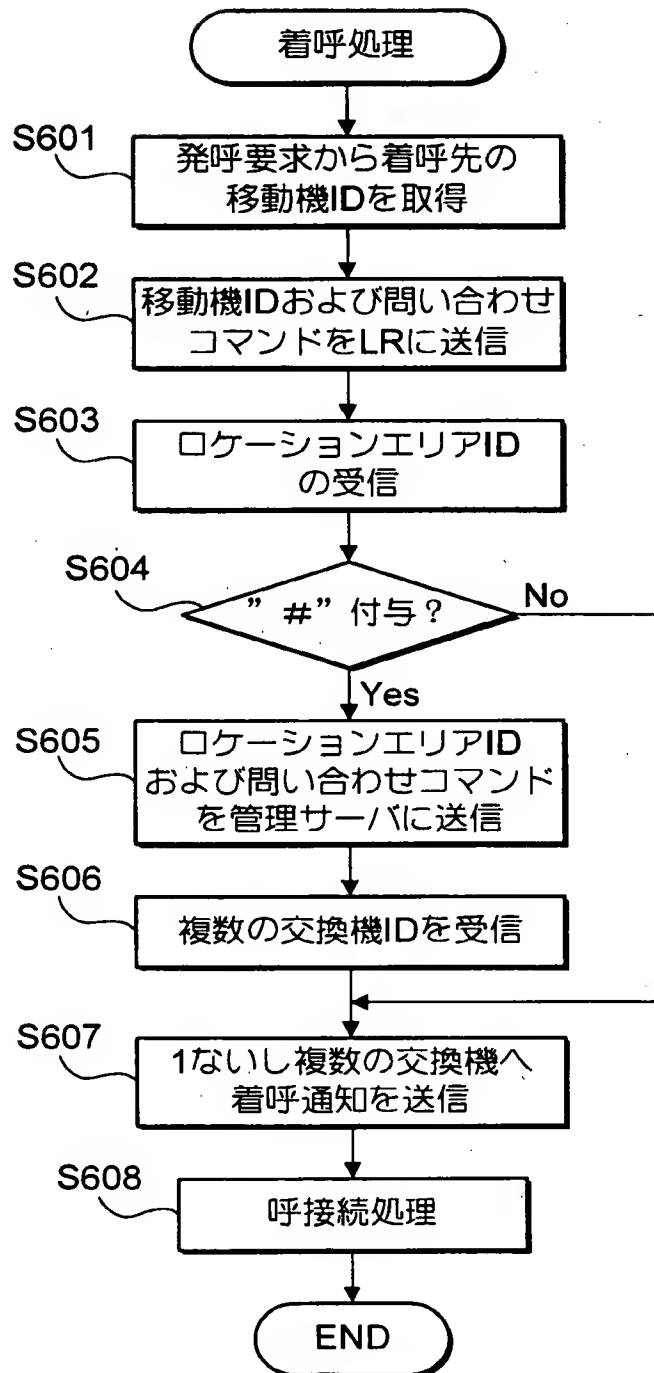 着呼処理
S601
発呼要求から着呼先の
移動機IDを取得
S602
移動機IDおよび問い合わせ
コマンドをLRに送信
S603
ロケーションエリアID
の受信
S604
”#”付与？
No
Yes
S605
ロケーションエリアID
および問い合わせコマンド
を管理サーバに送信
S606
複数の交換機IDを受信
S607
1ないし複数の交換機へ
着呼通知を送信
S608
呼接続処理
END